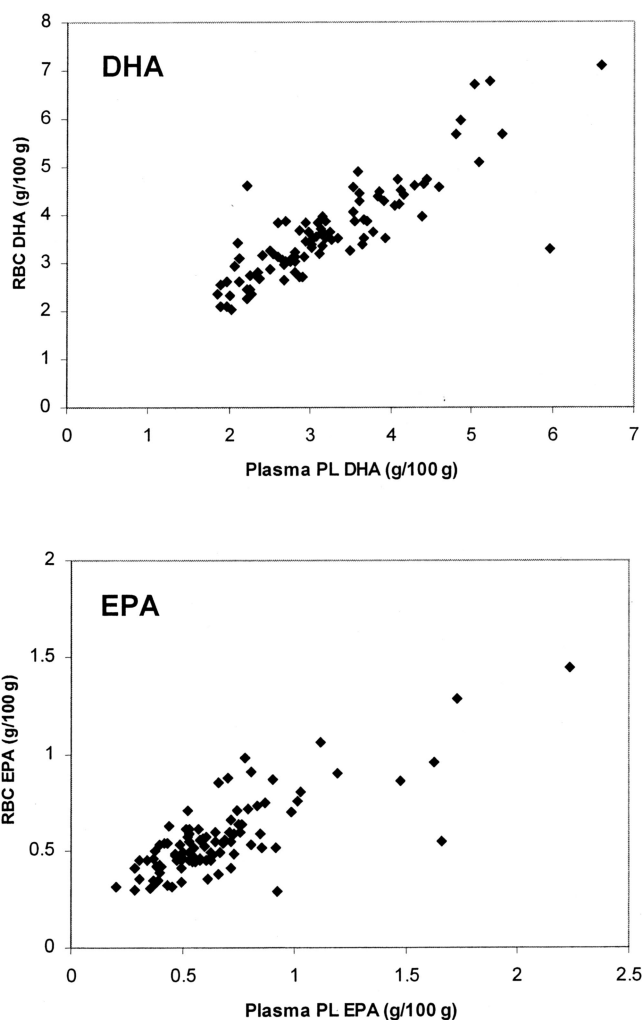 8
DHA
7
6
5
4
3
2
1
0
RBC DHA (g/100 g)
0 1 2 3 4 5 6 7
Plasma PL DHA (g/100 g)
2
EPA
1.5
1
0.5
0
RBC EPA (g/100 g)
0 0.5 1 1.5 2 2.5
Plasma PL EPA (g/100 g)